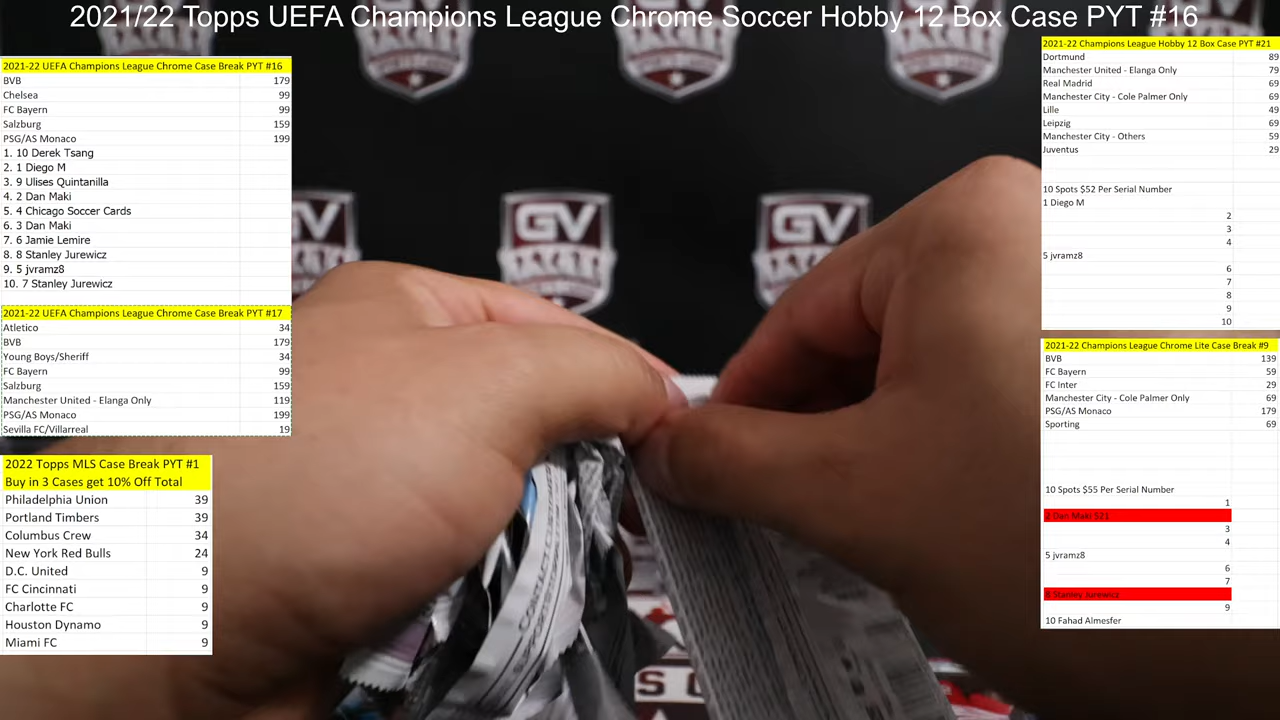 2021/22 Topps UEFA Champions League Chrome Soccer Hobby 12 Box Case PYT #16
2021-22 UEFA Champions League Chrome Case Break PYT #16
BVB 179
Chelsea 99
FC Bayern 99
Salzburg 159
PSG/AS Monaco 199
1. 10 Derek Tsang
2. 1 Diego M
3. 9 Ulises Quintanilla
4. 2 Dan Maki
5. 4 Chicago Soccer Cards
6. 3 Dan Maki
7. 6 Jamie Lemire
8. 8 Stanley Jurewicz
9. 5 jvramz8
10. 7 Stanley Jurewicz
2021-22 UEFA Champions League Chrome Case Break PYT #17
Atletico 34
BVB 179
Young Boys/Sheriff 34
FC Bayern 99
Salzburg 159
Manchester United - Elanga Only 119
PSG/AS Monaco 199
Sevilla FC/Villarreal 19
2022 Topps MLS Case Break PYT #1
Buy in 3 Cases get 10% Off Total
Philadelphia Union 39
Portland Timbers 39
Columbus Crew 34
New York Red Bulls 24
D.C. United 9
FC Cincinnati 9
Charlotte FC 9
Houston Dynamo 9
Miami FC 9
GV
GV
GV
2021-22 Champions League Hobby 12 Box Case PYT #21
Dortmund 89
Manchester United - Elanga Only 79
Real Madrid 69
Manchester City - Cole Palmer Only 69
Lille 49
Leipzig 69
Manchester City - Others 59
Juventus 29
10 Spots $52 Per Serial Number
1 Diego M
2
3
4
5 jvramz8
6
7
8
9
10
2021-22 Champions League Chrome Lite Case Break #9
BVB 139
FC Bayern 59
FC Inter 29
Manchester City - Cole Palmer Only 69
PSG/AS Monaco 179
Sporting 69
10 Spots $55 Per Serial Number
1
2 Dan Maki 521
3
4
5 jvramz8
6
7
8 Stanley Jurewicz
9
10 Fahad Almesfer